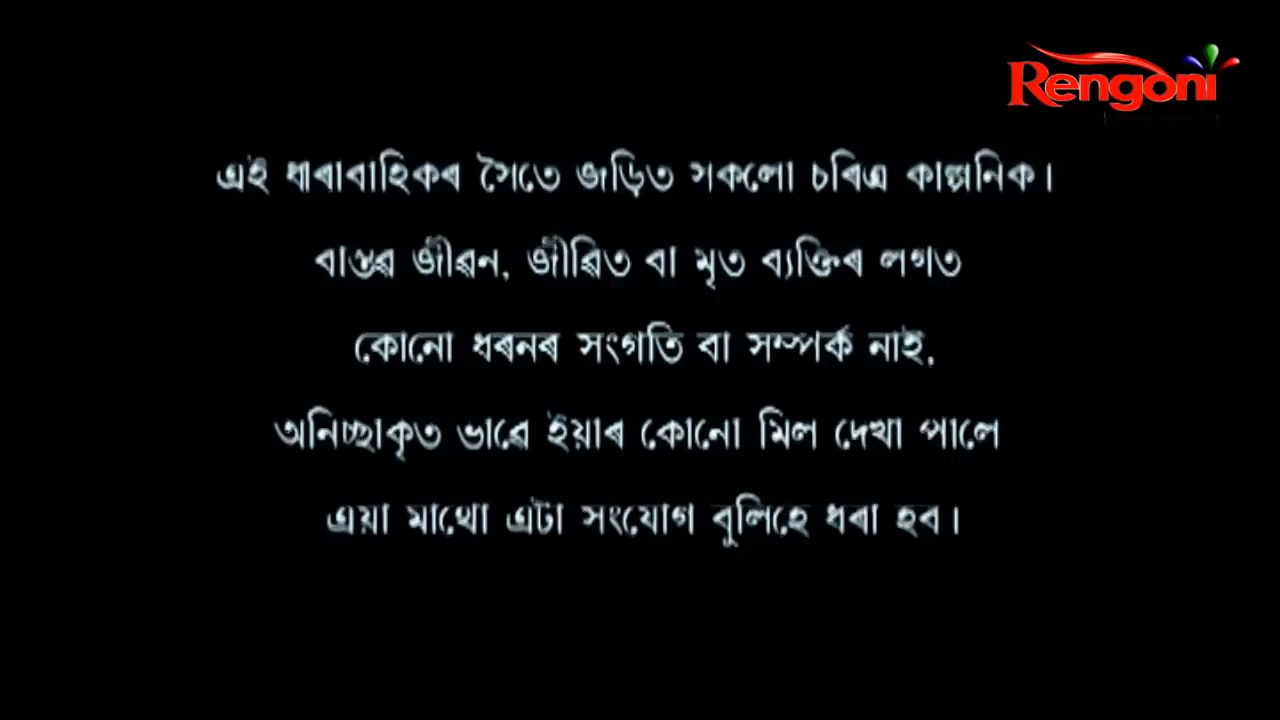 Rengoni
এই ধাৰাবাহিকৰ সৈতে জড়িত সকলো চৰিত্ৰ কাল্পনিক।
বাস্তৱ জীৱন, জীৱিত বা মৃত ব্যক্তিৰ লগত
কোনো ধৰনৰ সংগতি বা সম্পৰ্ক নাই,
অনিচ্ছাকৃত ভাৱে ইয়াৰ কোনো মিল দেখা পালে
এয়া মাথো এটা সংযোগ বুলিহে ধৰা হব।